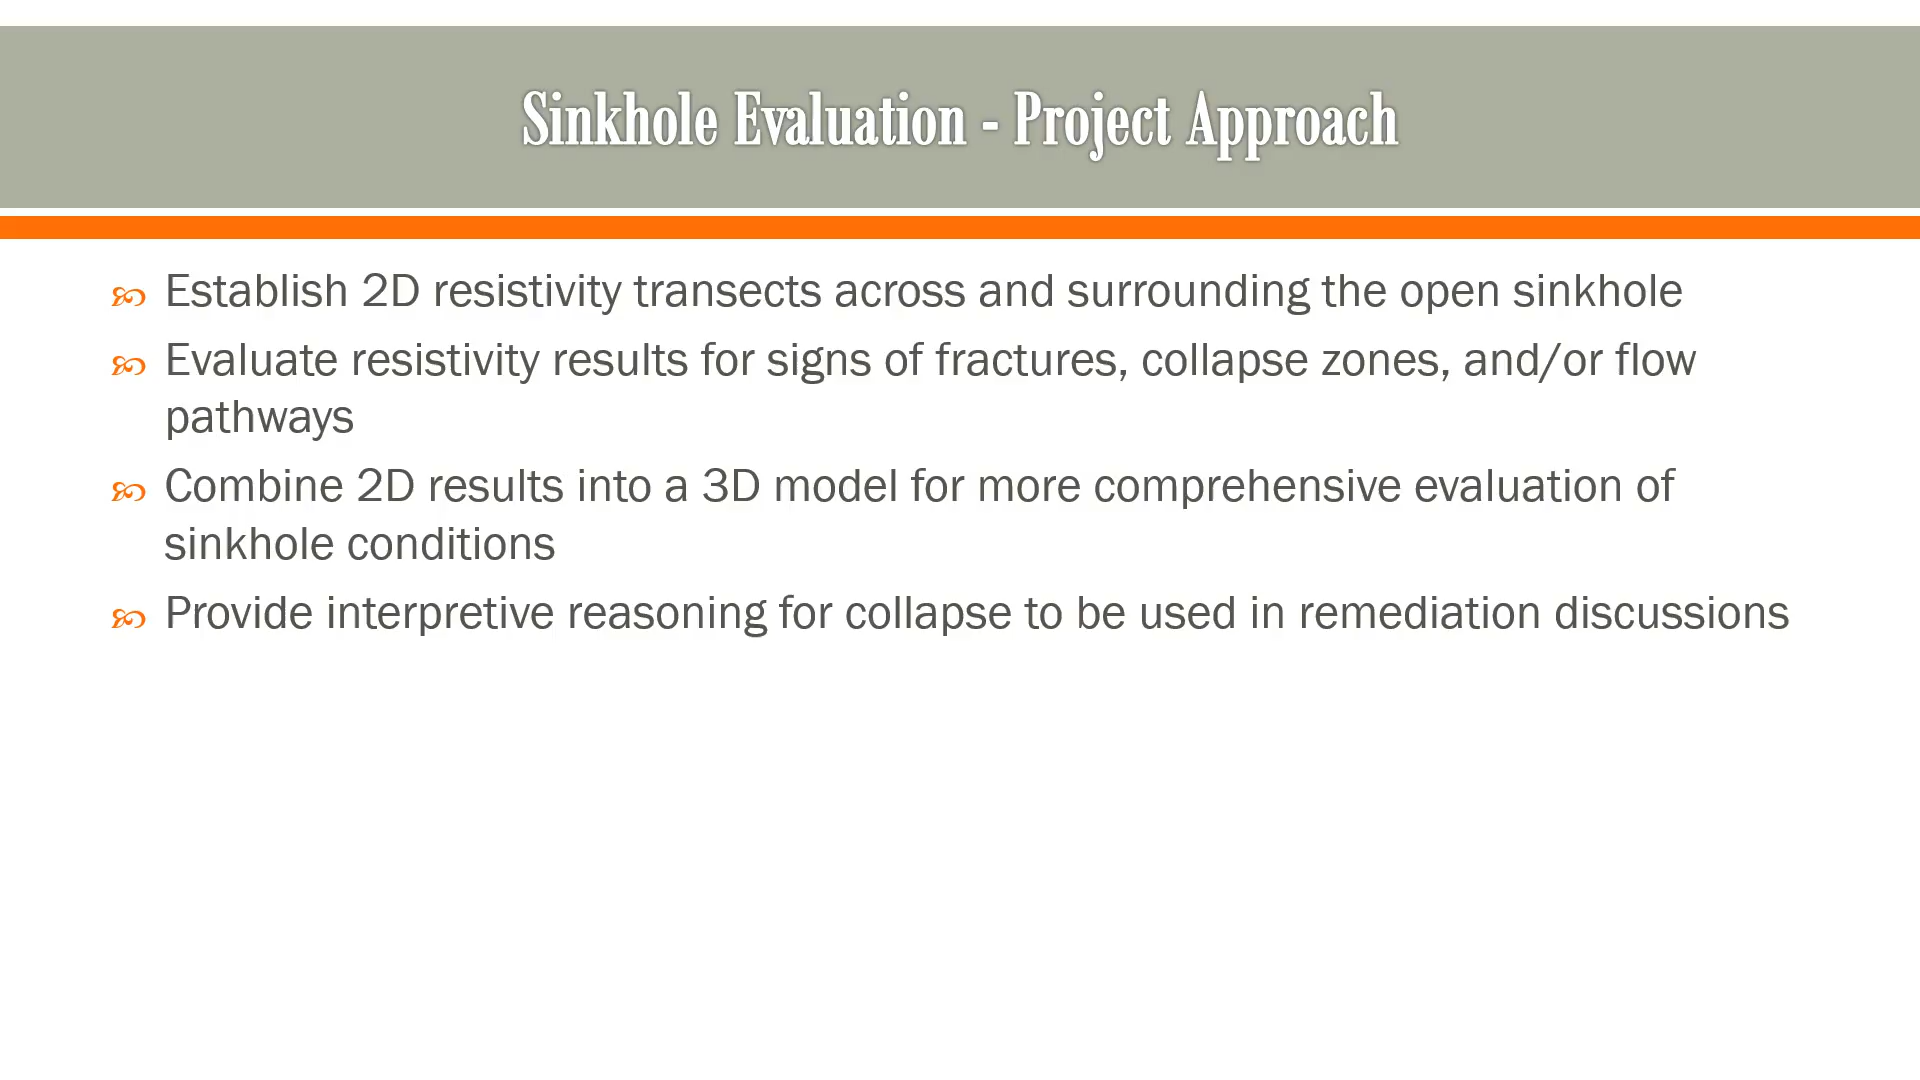 Sinkhole Evaluation - Project Approach
Establish 2D resistivity transects across and surrounding the open sinkhole
Evaluate resistivity results for signs of fractures, collapse zones, and/or flow
pathways
Combine 2D results into a 3D model for more comprehensive evaluation of
sinkhole conditions
Provide interpretive reasoning for collapse to be used in remediation discussions